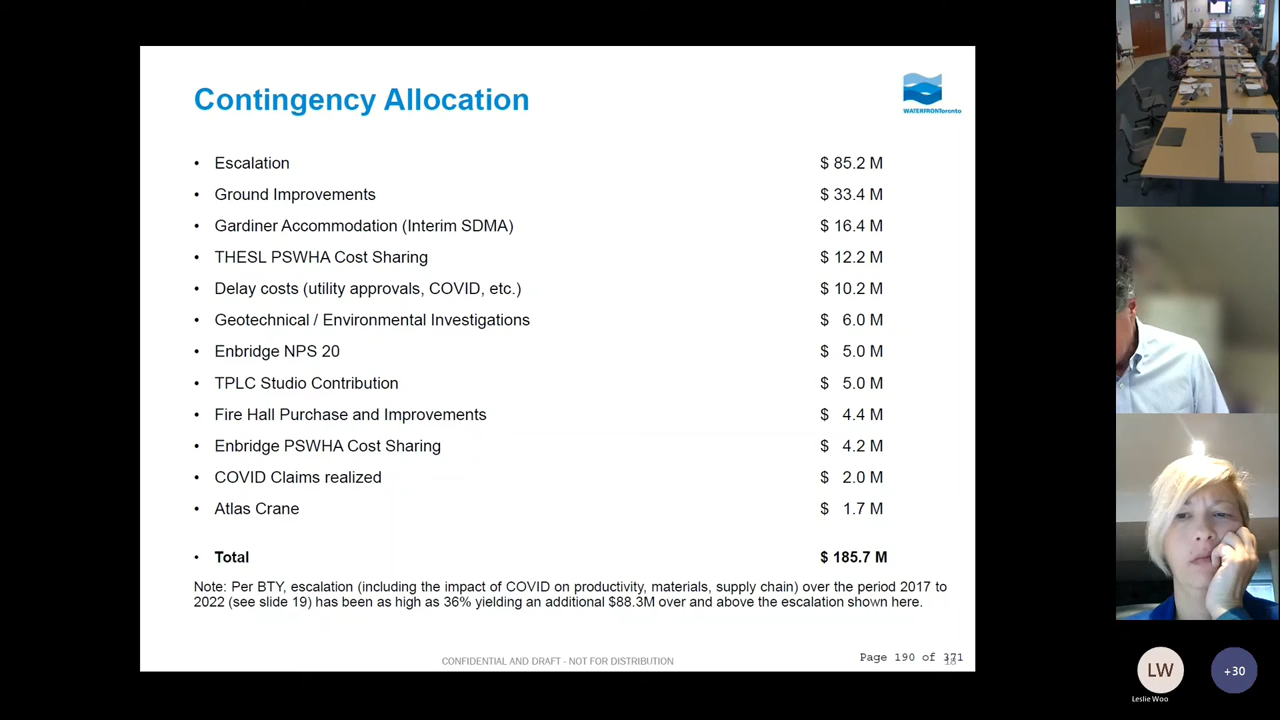 Contingency Allocation
WATERFRONToronto
• Escalation $ 85.2 M
• Ground Improvements $ 33.4 M
• Gardiner Accommodation (Interim SDMA) $ 16.4 M
• THESL PSWHA Cost Sharing $ 12.2 M
• Delay costs (utility approvals, COVID, etc.) $ 10.2 M
• Geotechnical / Environmental Investigations $ 6.0 M
• Enbridge NPS 20 $ 5.0 M
• TPLC Studio Contribution $ 5.0 M
• Fire Hall Purchase and Improvements $ 4.4 M
• Enbridge PSWHA Cost Sharing $ 4.2 M
• COVID Claims realized $ 2.0 M
• Atlas Crane $ 1.7 M
• Total $ 185.7 M
Note: Per BTY, escalation (including the impact of COVID on productivity, materials, supply chain) over the period 2017 to
2022 (see slide 19) has been as high as 36% yielding an additional $88.3M over and above the escalation shown here.
CONFIDENTIAL AND DRAFT - NOT FOR DISTRIBUTION
Page 190 of 371
LW
Leslie Woo
+30